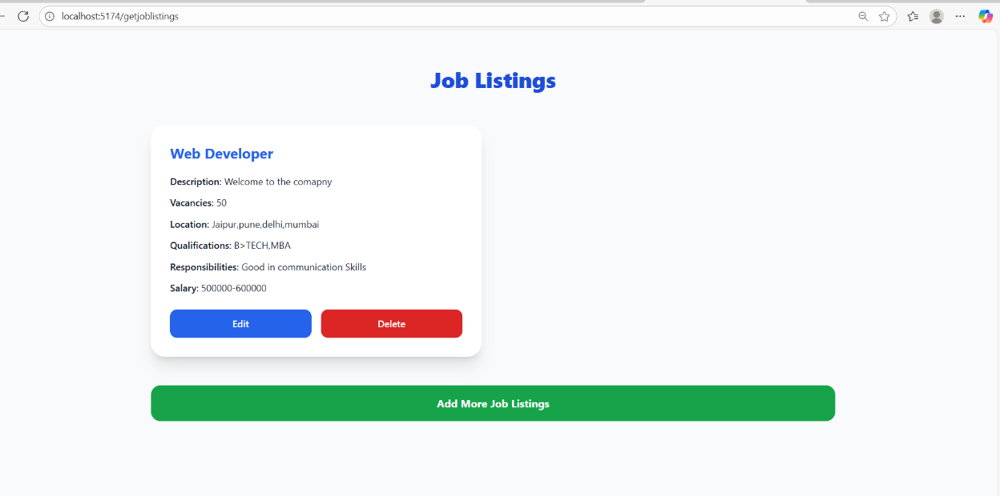 localhost:5174/getjoblistings
Job Listings
Web Developer
Description: Welcome to the comapny
Vacancies: 50
Location: Jaipur,pune,delhi,mumbai
Qualifications: B>TECH,MBA
Responsibilities: Good in communication Skills
Salary: 500000-600000
Edit
Delete
Add More Job Listings